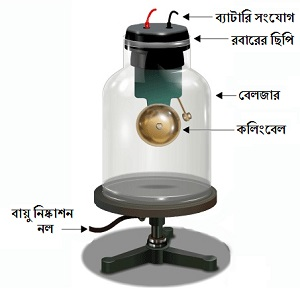 ব্যাটারি সংযোগ
রবারের ছিপি
বেলজার
কলিংবেল
বায়ু নিষ্কাশন
নল